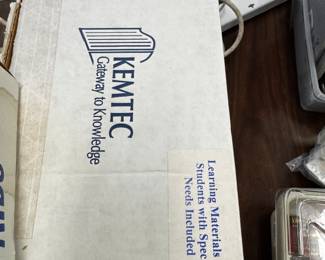 KEMTEC
Gateway to Knowledge
Learning Materials
Students with Spec
Needs Included